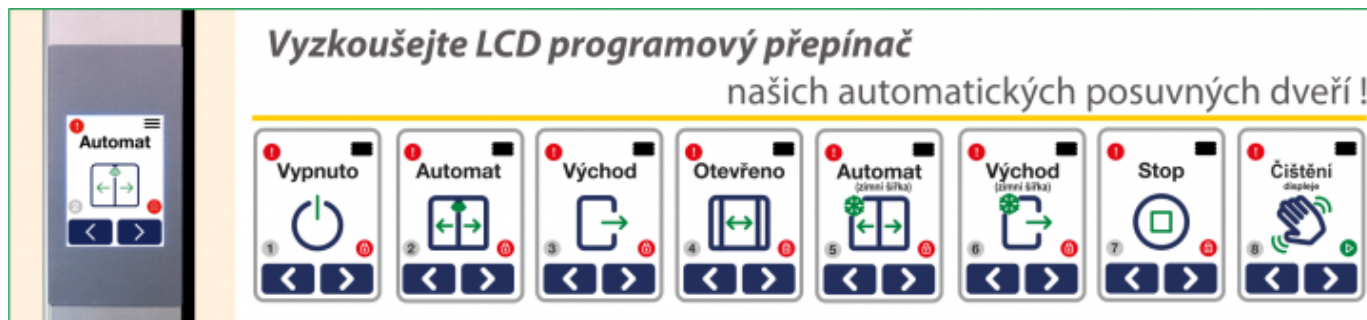 Vyzkoušejte LCD programový přepínač
našich automatických posuvných dveří !
Automat
2
Vypnuto
1
Automat
2
Východ
3
Otevřeno
4
Automat
(zimní šířka)
5
Východ
(zimní šířka)
6
Stop
7
Čištění
displeje
8